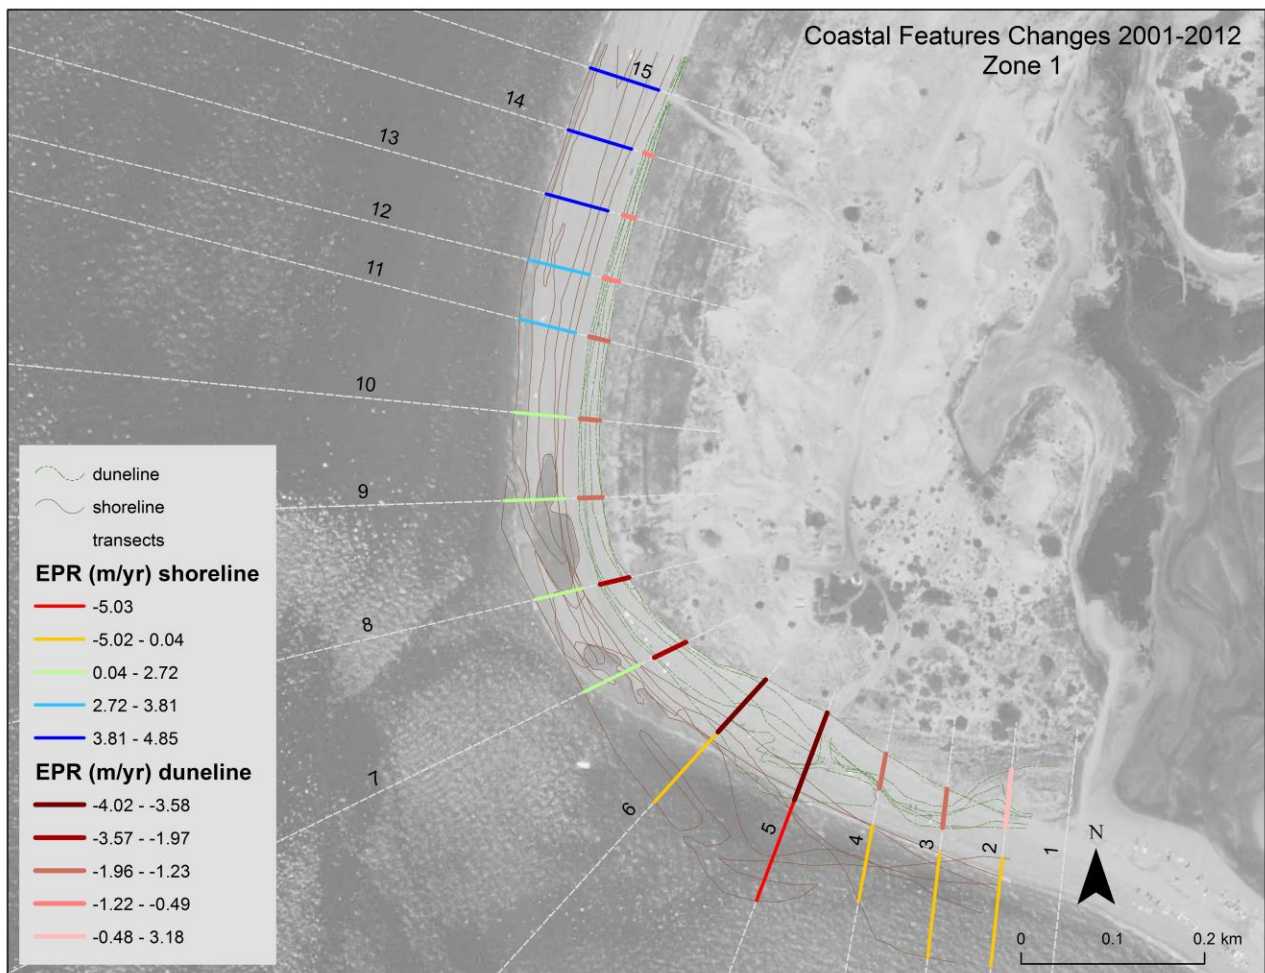 Coastal Features Changes 2001-2012
Zone 1
15
14
13
12
11
10
9
8
7
6
5
4
3
2
1
duneline
shoreline
transects
EPR (m/yr) shoreline
-5.03
-5.02 - 0.04
0.04 - 2.72
2.72 - 3.81
3.81 - 4.85
EPR (m/yr) duneline
-4.02 - -3.58
-3.57 - -1.97
-1.96 - -1.23
-1.22 - -0.49
-0.48 - 3.18
N
0 0.1 0.2 km